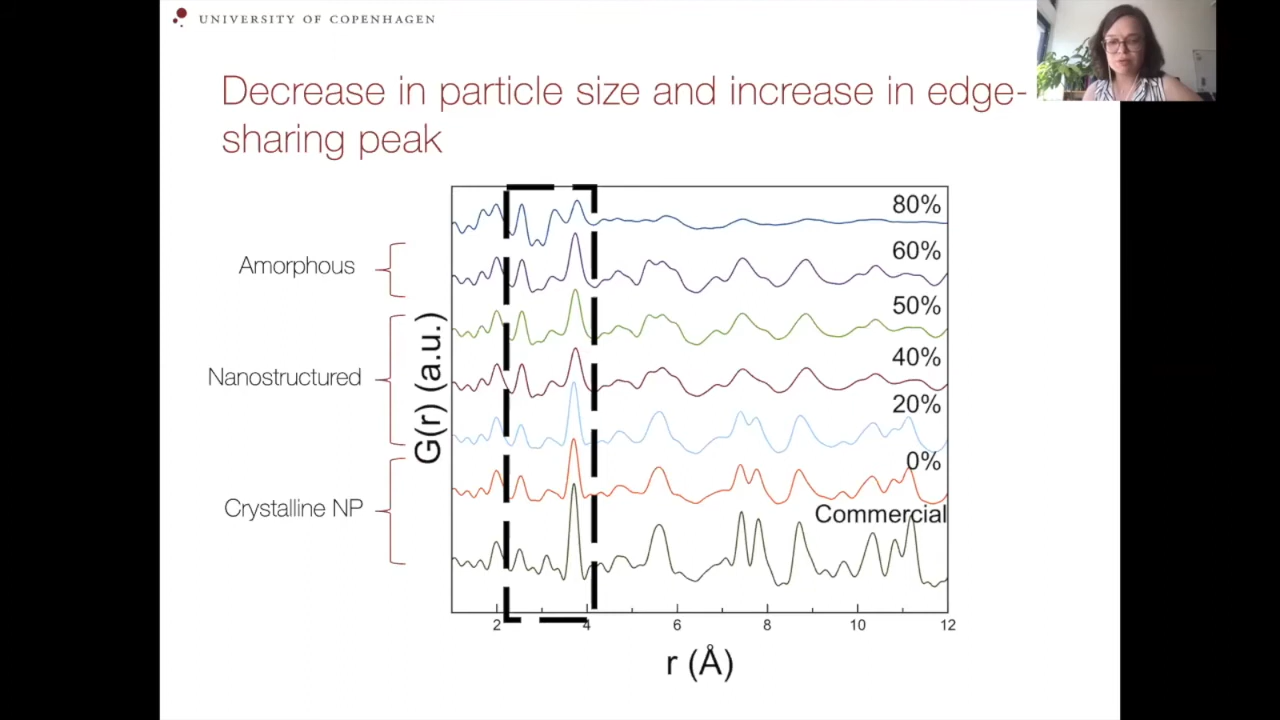 UNIVERSITY OF COPENHAGEN
Decrease in particle size and increase in edge-
sharing peak
80%
60%
50%
40%
20%
0%
Commercial
Amorphous
Nanostructured
Crystalline NP
G(r) (a.u.)
2 4 6 8 10 12
r (Å)